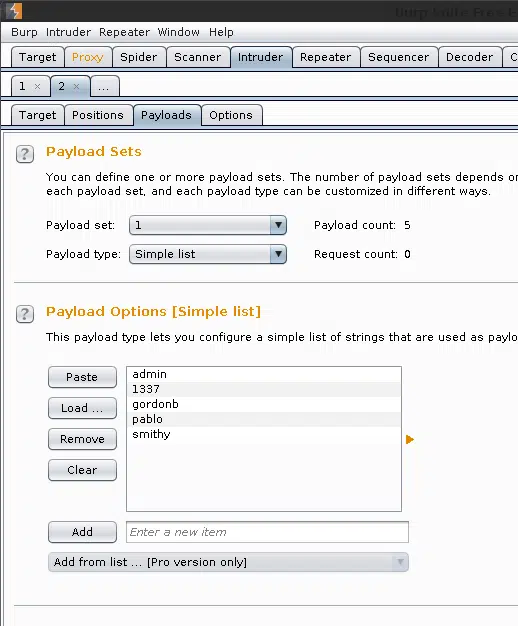 Burp Suite Free E
Burp Intruder Repeater Window Help
Target Proxy Spider Scanner Intruder Repeater Sequencer Decoder C
1 × 2 × ...
Target Positions Payloads Options
? Payload Sets
You can define one or more payload sets. The number of payload sets depends or
each payload set, and each payload type can be customized in different ways.
Payload set: 1 Payload count: 5
Payload type: Simple list Request count: 0
? Payload Options [Simple list]
This payload type lets you configure a simple list of strings that are used as paylo
Paste
Load ...
Remove
Clear
admin
1337
gordonb
pablo
smithy
Add Enter a new item
Add from list ... [Pro version only]